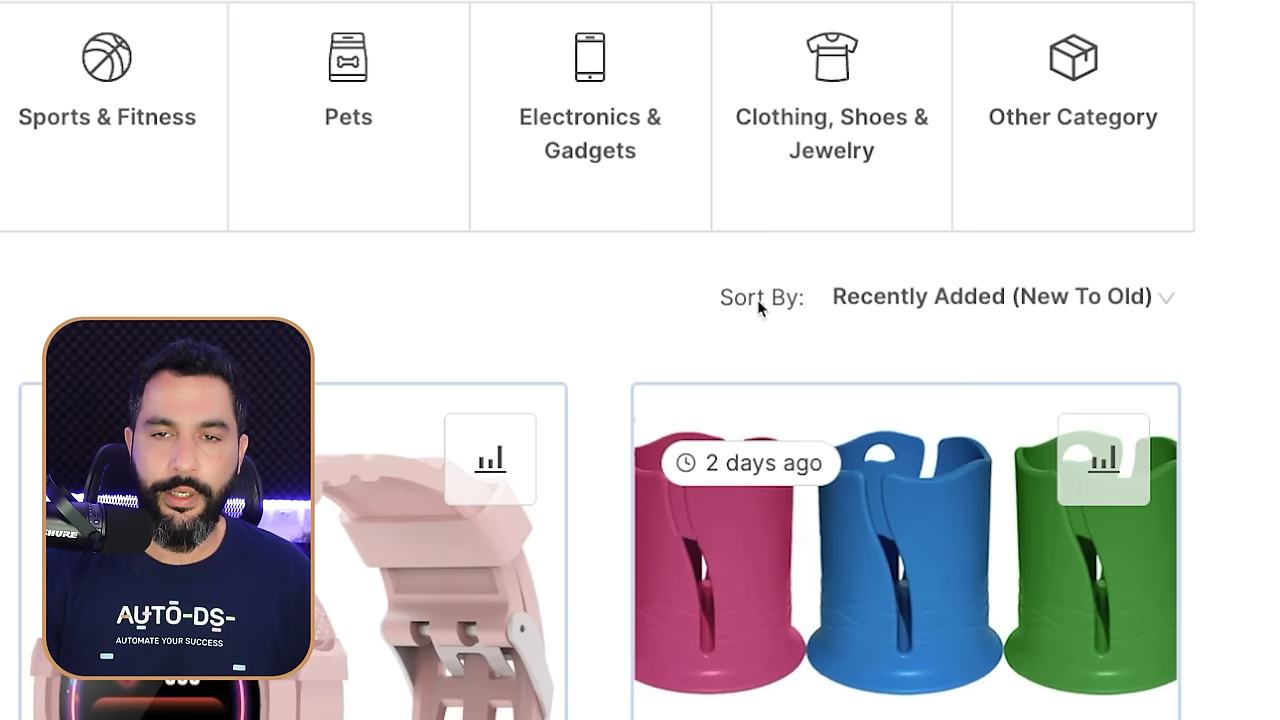 Sports & Fitness
Pets
Electronics &
Gadgets
Clothing, Shoes &
Jewelry
Other Category
Sort By:
Recently Added (New To Old)
2 days ago
SHURE
AUTO-DS-
AUTOMATE YOUR SUCCESS